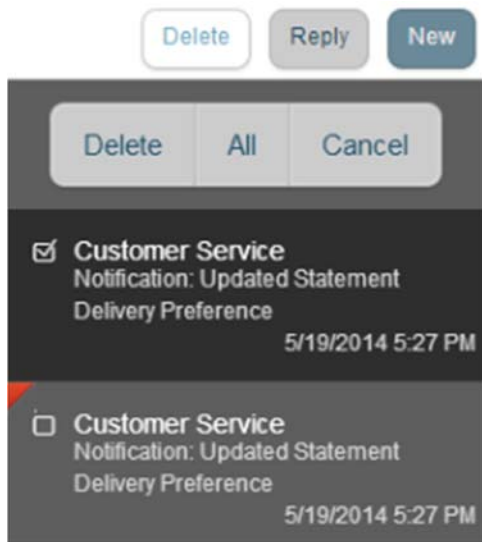 Delete Reply New
Delete All Cancel
Customer Service
Notification: Updated Statement
Delivery Preference
5/19/2014 5:27 PM
Customer Service
Notification: Updated Statement
Delivery Preference
5/19/2014 5:27 PM